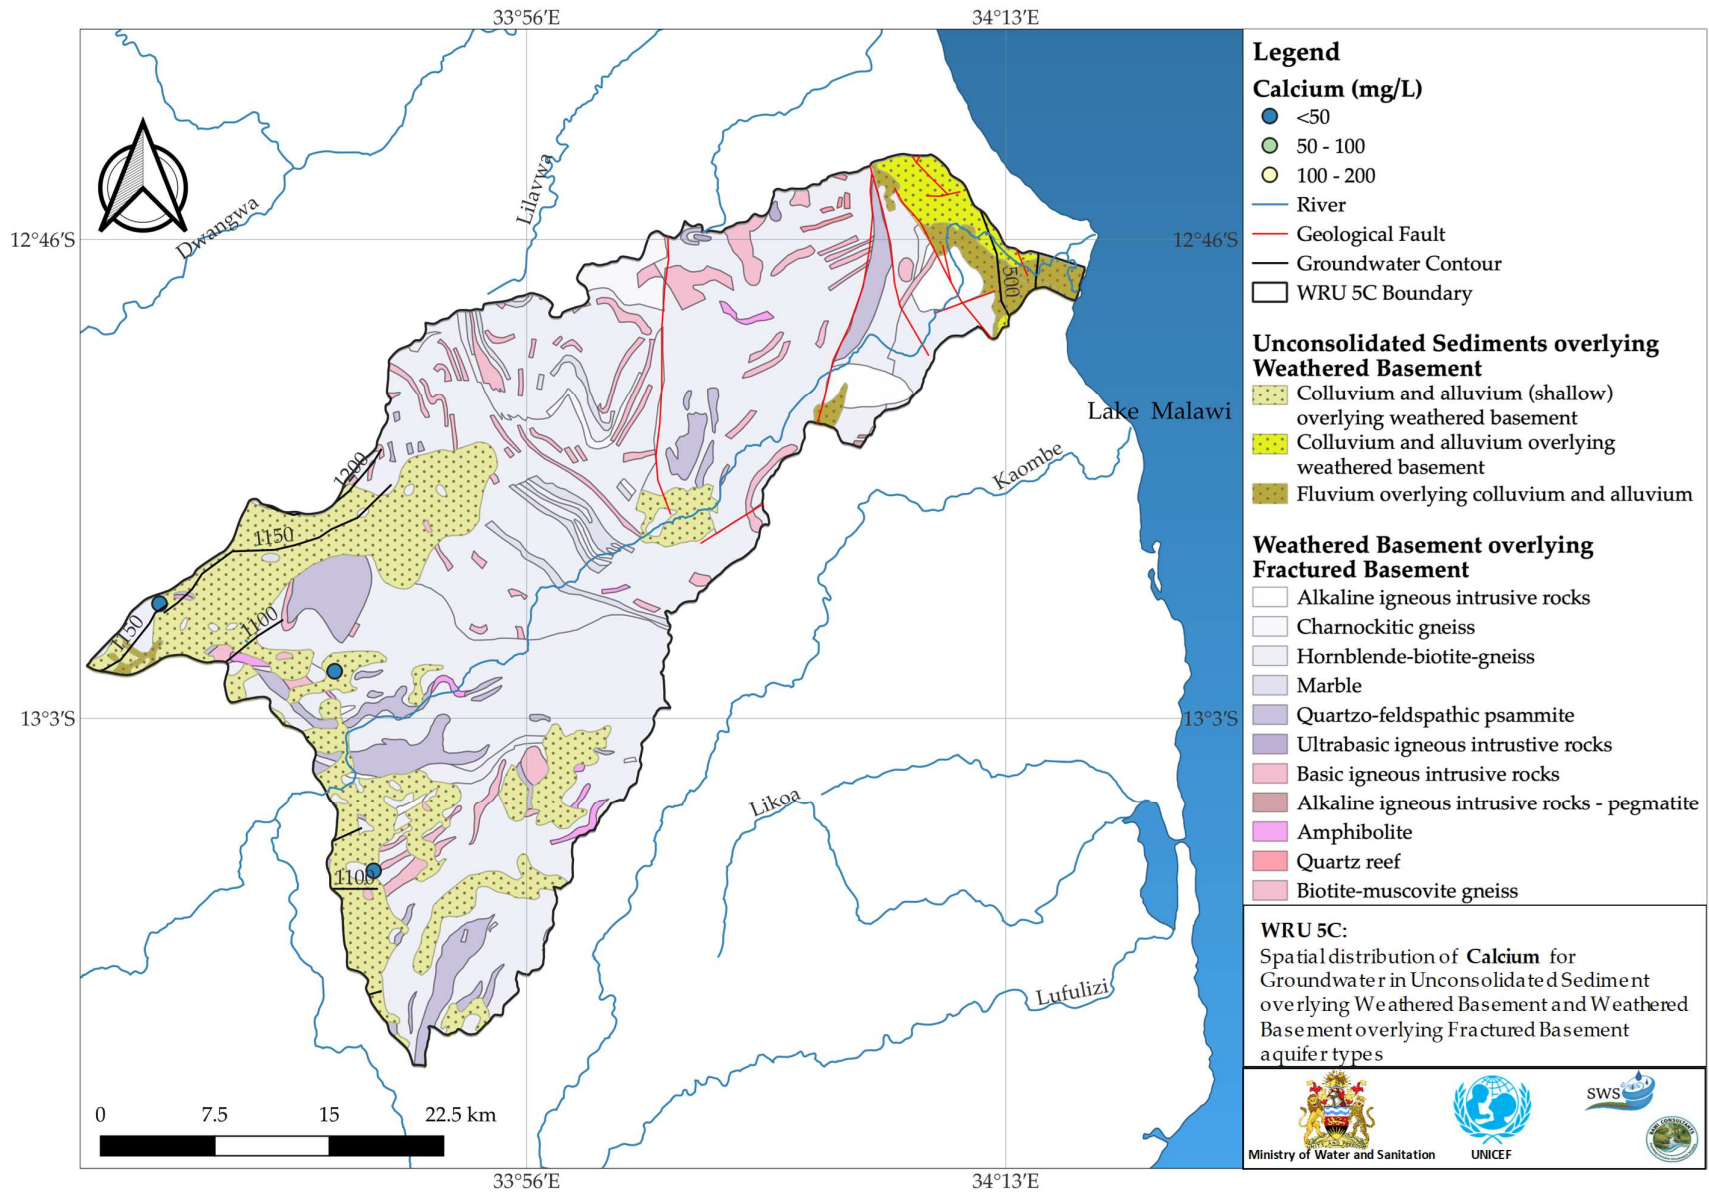 33°56′E
34°13′E
Dwangwa
Lilavwa
12°46′S
12°46′S
500
Lake Malawi
Kaombe
1200
1150
1150
1100
13°3′S
13°3′S
Likoa
1100
Lufulizi
0 7.5 15 22.5 km
33°56′E
34°13′E
Legend
Calcium (mg/L)
<50
50 - 100
100 - 200
River
Geological Fault
Groundwater Contour
WRU 5C Boundary
Unconsolidated Sediments overlying
Weathered Basement
Colluvium and alluvium (shallow)
overlying weathered basement
Colluvium and alluvium overlying
weathered basement
Fluvium overlying colluvium and alluvium
Weathered Basement overlying
Fractured Basement
Alkaline igneous intrusive rocks
Charnockitic gneiss
Hornblende-biotite-gneiss
Marble
Quartzo-feldspathic psammite
Ultrabasic igneous intrustive rocks
Basic igneous intrusive rocks
Alkaline igneous intrusive rocks - pegmatite
Amphibolite
Quartz reef
Biotite-muscovite gneiss
WRU 5C:
Spatial distribution of Calcium for
Groundwater in Unconsolidated Sediment
overlying Weathered Basement and Weathered
Basement overlying Fractured Basement
aquifer types
Ministry of Water and Sanitation
UNICEF
SWS